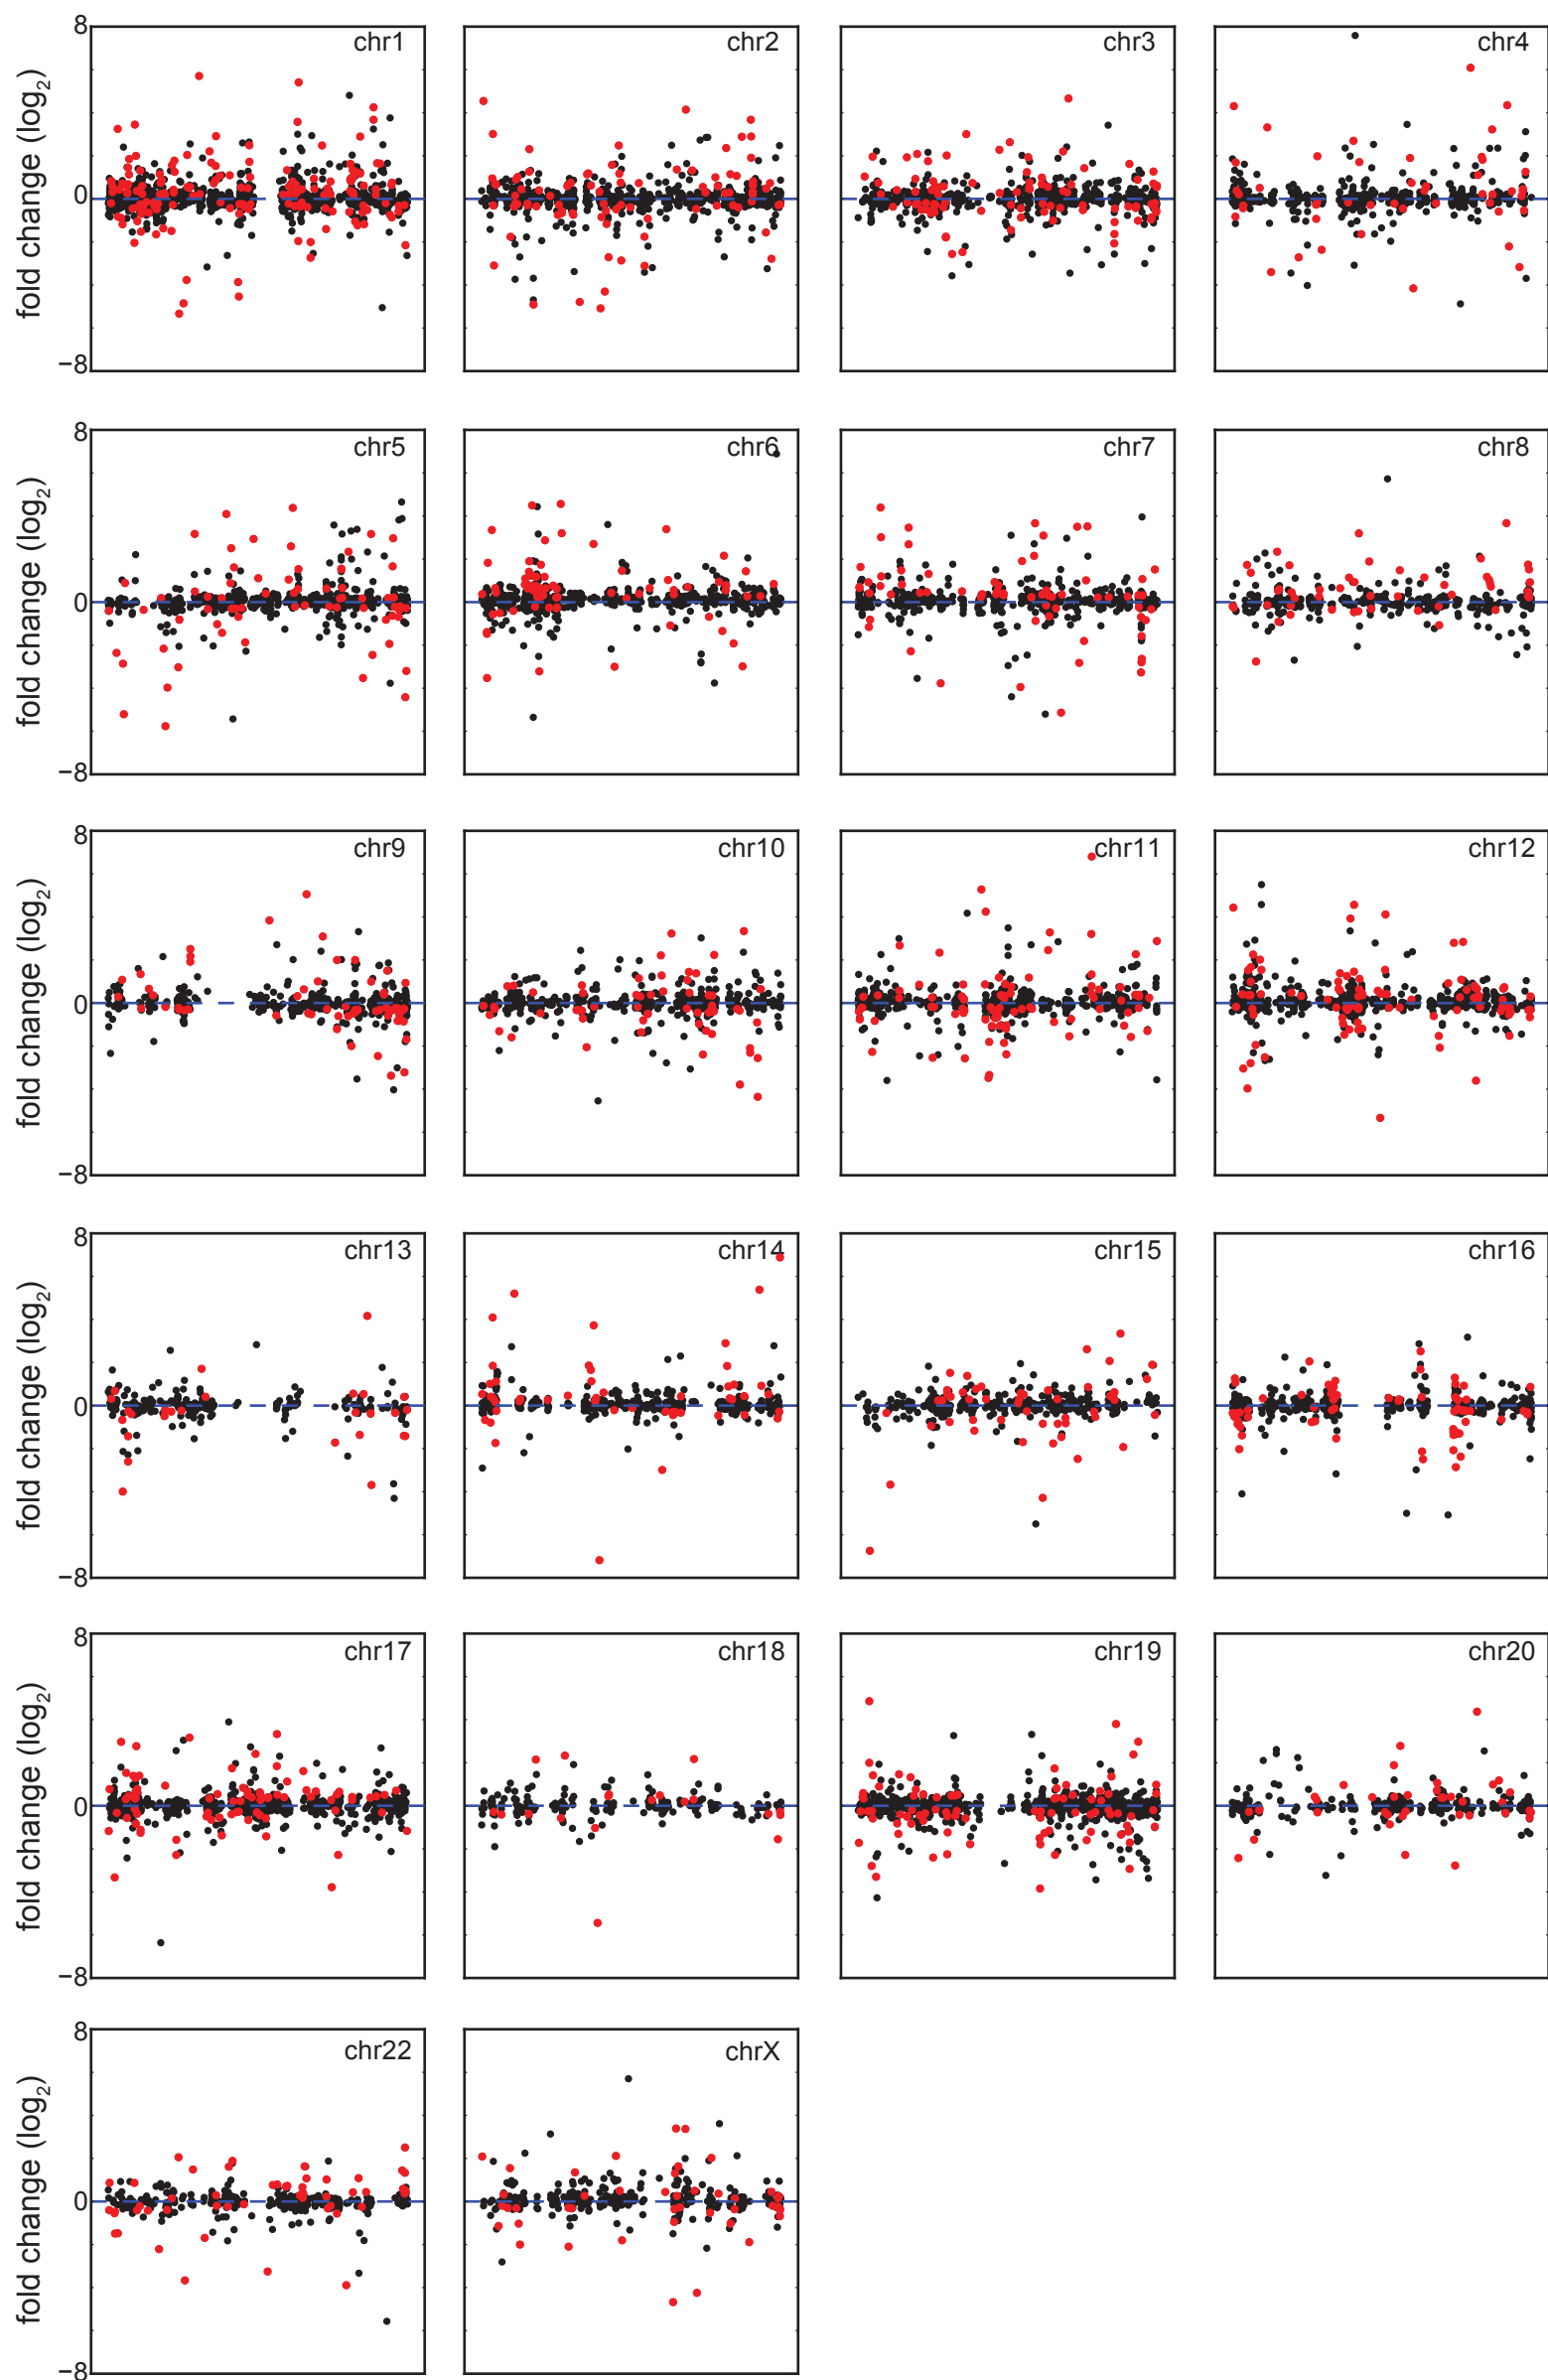 8
chr1
chr2
chr3
chr4
fold change (log₂)
0
−8
8
chr5
chr6
chr7
chr8
fold change (log₂)
0
−8
8
chr9
chr10
chr11
chr12
fold change (log₂)
0
−8
8
chr13
chr14
chr15
chr16
fold change (log₂)
0
−8
8
chr17
chr18
chr19
chr20
fold change (log₂)
0
−8
8
chr22
chrX
fold change (log₂)
0
−8